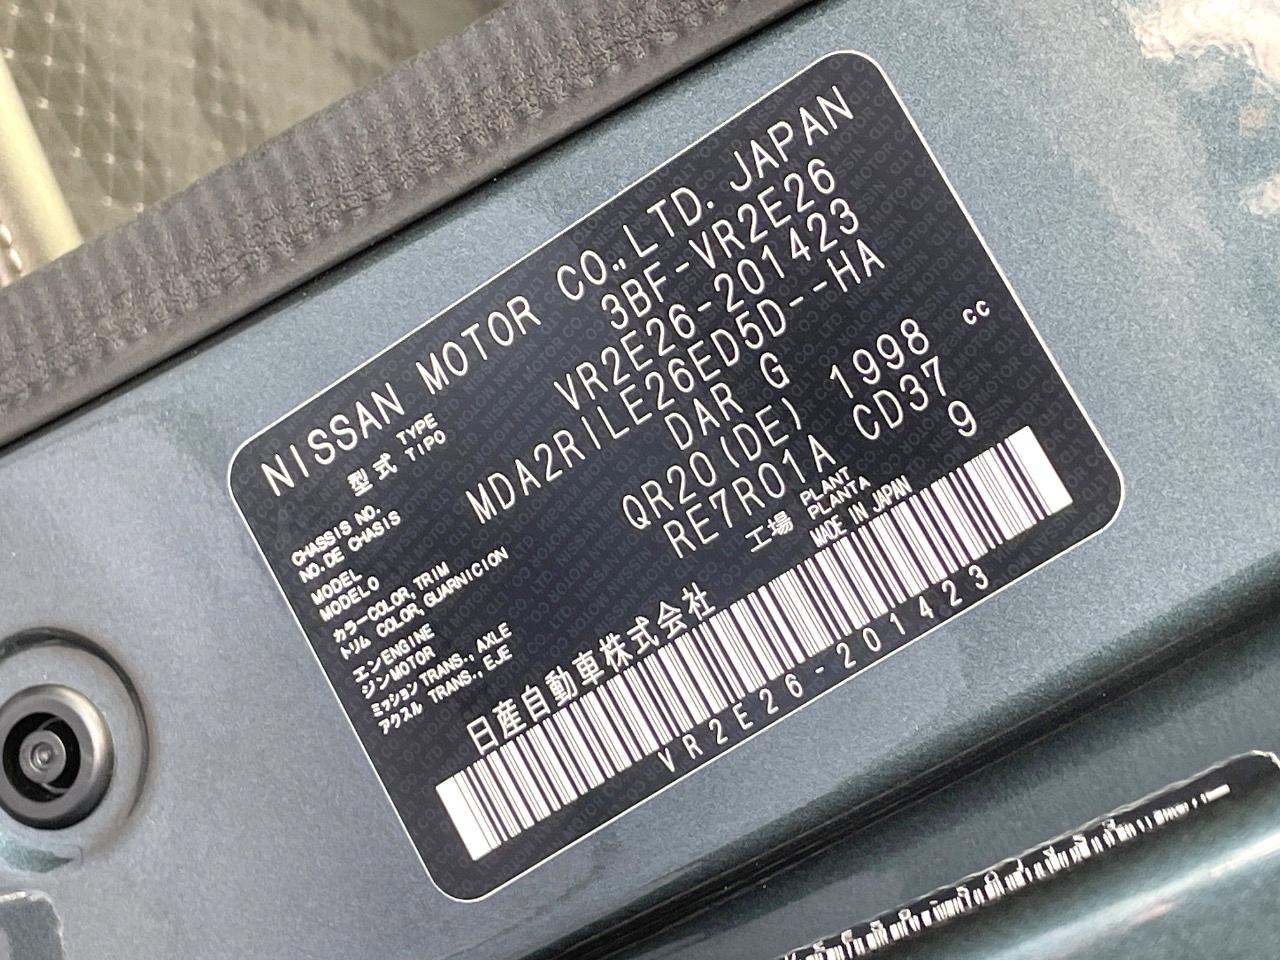 NISSAN MOTOR CO.,LTD. JAPAN
型式 TYPE TIPO 3BF-VR2E26
CHASSIS NO. NO.DE CHASIS VR2E26-201423
MODEL MODELO MDA2RILE26ED5D--HA
カラー COLOR,TRIM トリム COLOR,GUARNICION DAR G
エンジン ENGINE MOTOR QR20(DE) 1998 cc
ミッション TRANS., AXLE アクスル TRANS., EJE RE7R01A CD37
工場 PLANT PLANTA 9
日産自動車株式会社 MADE IN JAPAN
VR2E26-201423